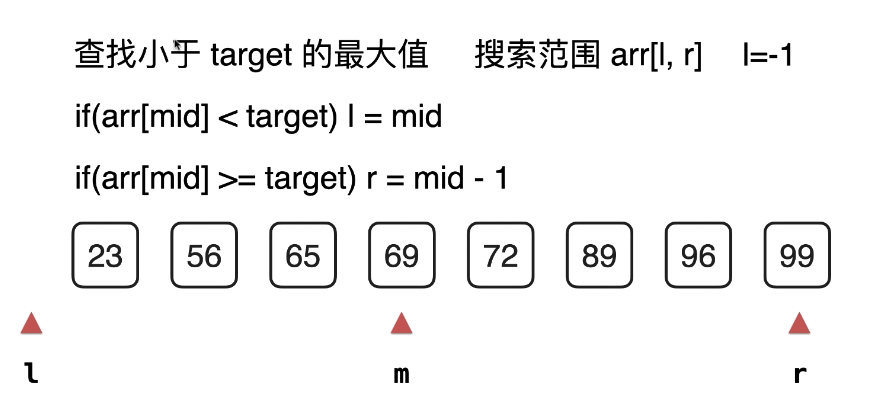 查找小于 target 的最大值 搜索范围 arr[l, r] l=-1
if(arr[mid] < target) l = mid
if(arr[mid] >= target) r = mid - 1
23 56 65 69 72 89 96 99
l m r